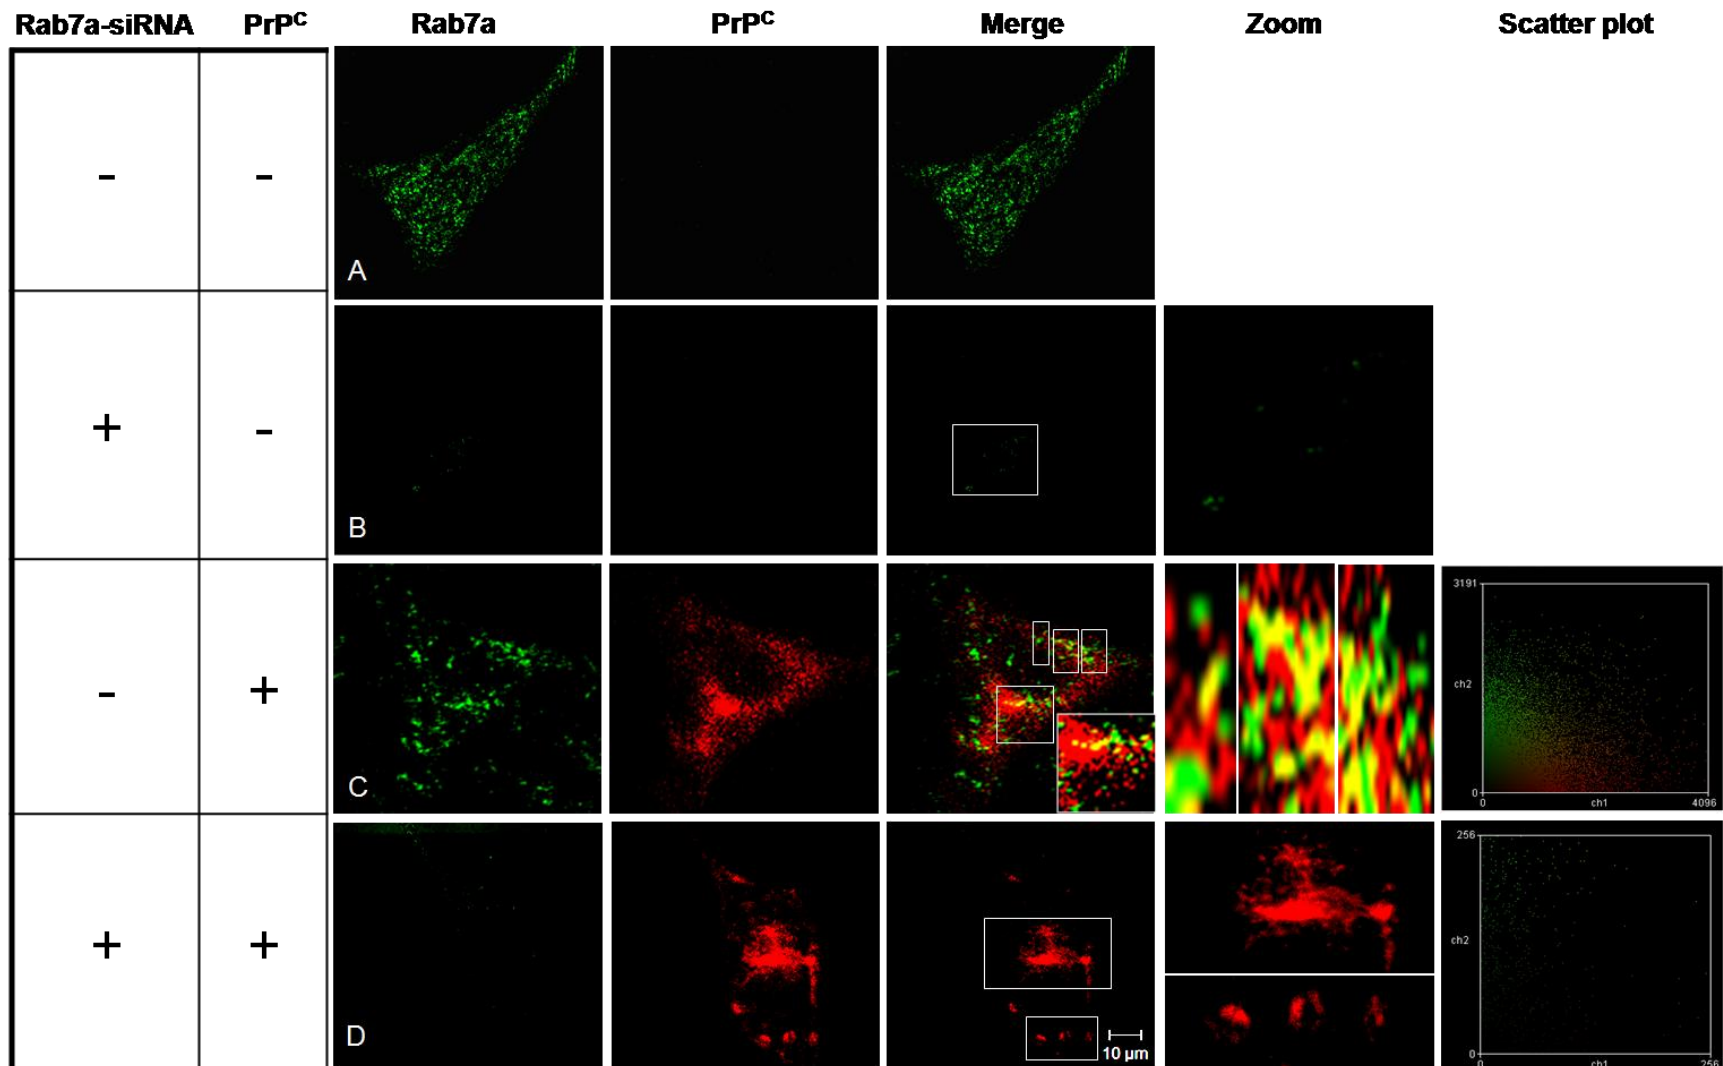 Rab7a-siRNA PrPC Rab7a PrPC Merge Zoom Scatter plot
- -
A
+ -
B
- +
C
3191
ch2
0
0 ch1 4096
+ +
D
10 µm
256
ch2
0
0 ch1 256